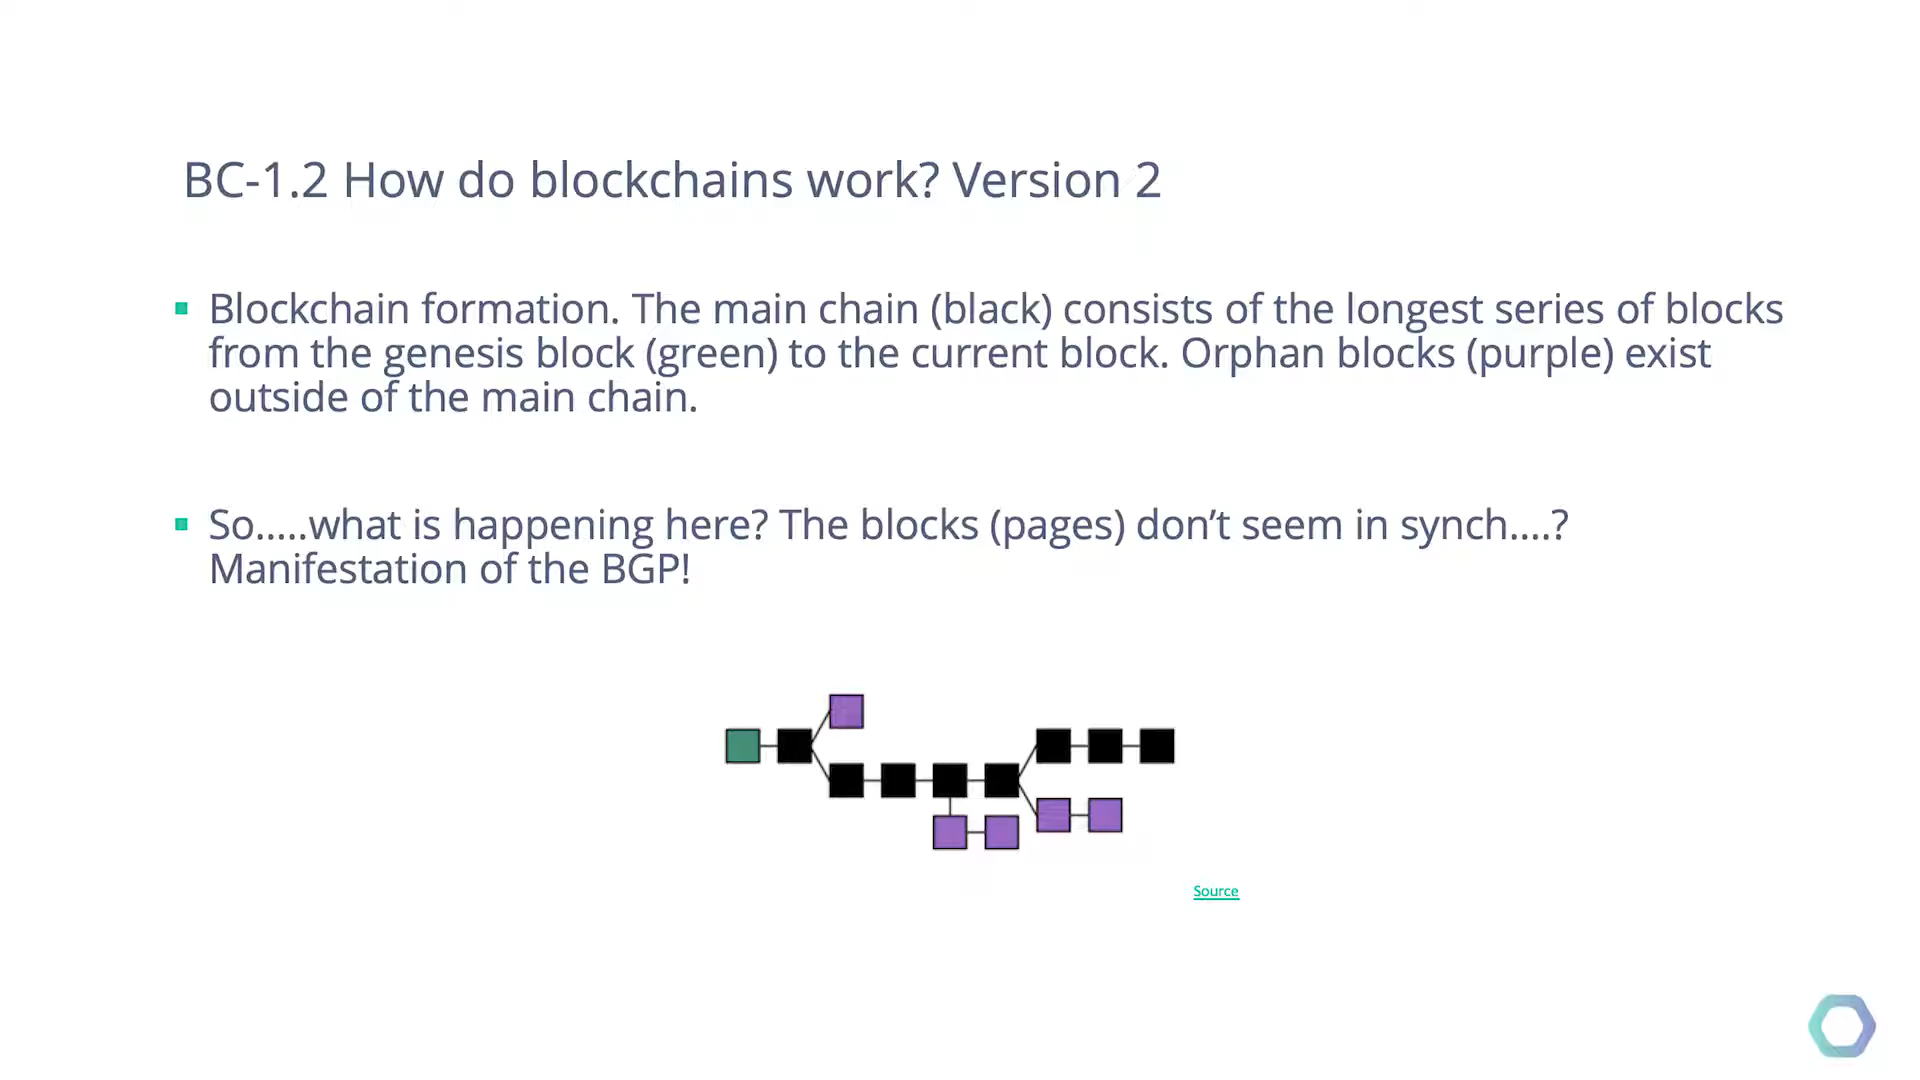 BC-1.2 How do blockchains work? Version 2
Blockchain formation. The main chain (black) consists of the longest series of blocks
from the genesis block (green) to the current block. Orphan blocks (purple) exist
outside of the main chain.
So.....what is happening here? The blocks (pages) don’t seem in synch....?
Manifestation of the BGP!
Source